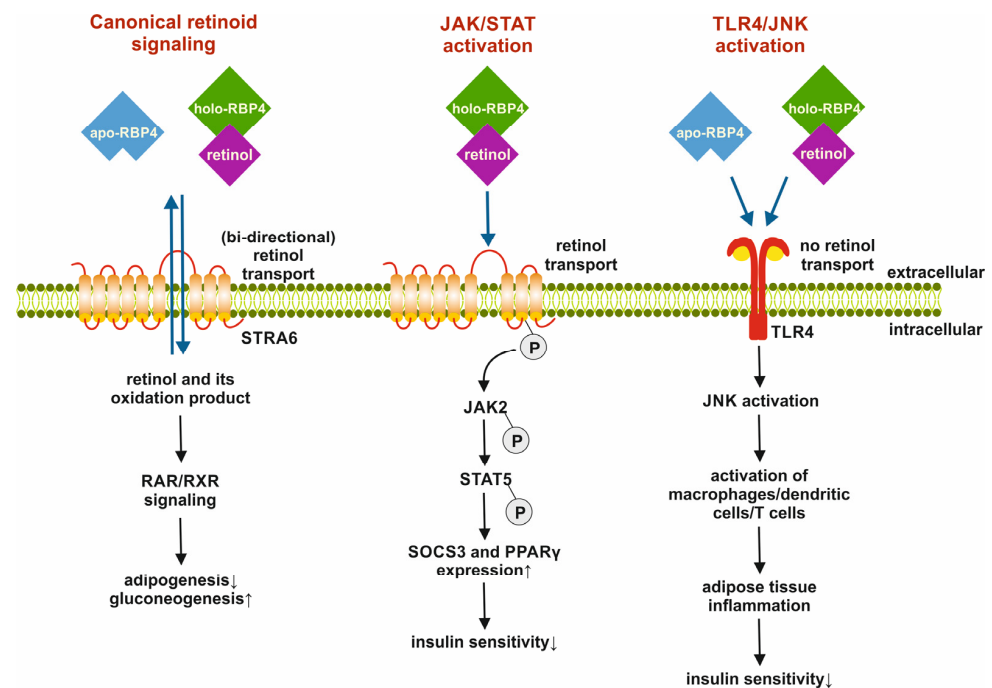 Canonical retinoid
signaling
apo-RBP4
holo-RBP4
retinol
(bi-directional)
retinol
transport
STRA6
retinol and its
oxidation product
RAR/RXR
signaling
adipogenesis↓
gluconeogenesis↑
JAK/STAT
activation
holo-RBP4
retinol
retinol
transport
P
JAK2
P
STAT5
P
SOCS3 and PPARγ
expression↑
insulin sensitivity↓
TLR4/JNK
activation
apo-RBP4
holo-RBP4
retinol
no retinol
transport
extracellular
intracellular
TLR4
JNK activation
activation of
macrophages/dendritic
cells/T cells
adipose tissue
inflammation
insulin sensitivity↓